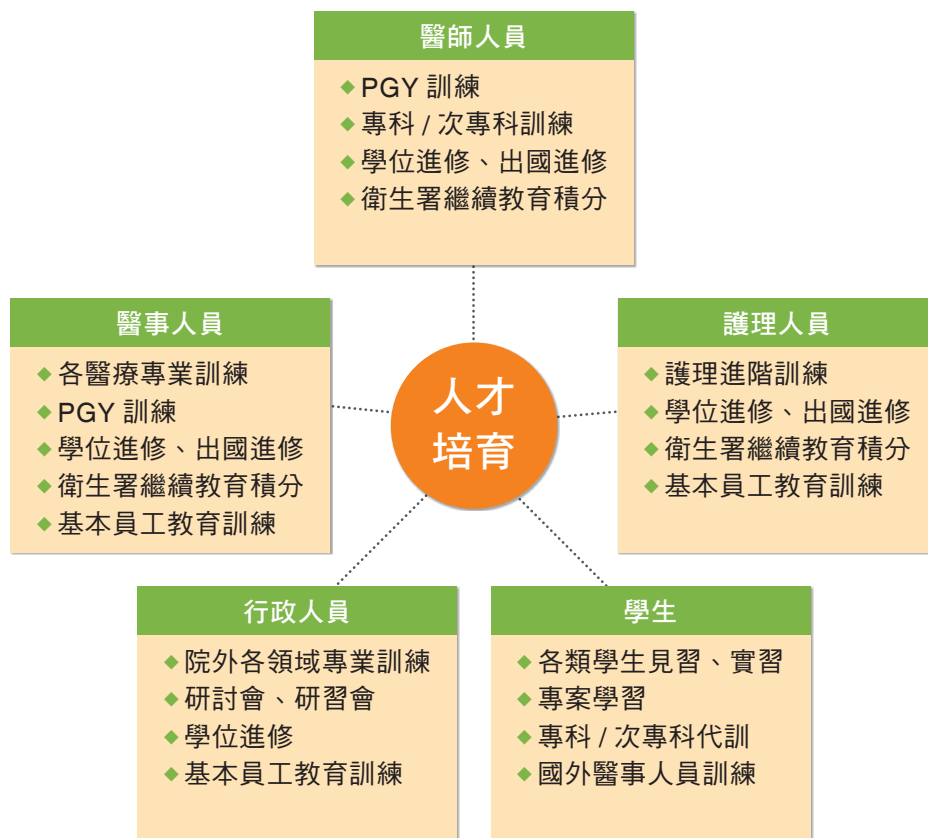 醫師人員
◆ PGY 訓練
◆ 專科 / 次專科訓練
◆ 學位進修、出國進修
◆ 衛生署繼續教育積分
醫事人員
◆ 各醫療專業訓練
◆ PGY 訓練
◆ 學位進修、出國進修
◆ 衛生署繼續教育積分
◆ 基本員工教育訓練
人才
培育
護理人員
◆ 護理進階訓練
◆ 學位進修、出國進修
◆ 衛生署繼續教育積分
◆ 基本員工教育訓練
行政人員
◆ 院外各領域專業訓練
◆ 研討會、研習會
◆ 學位進修
◆ 基本員工教育訓練
學生
◆ 各類學生見習、實習
◆ 專案學習
◆ 專科 / 次專科代訓
◆ 國外醫事人員訓練